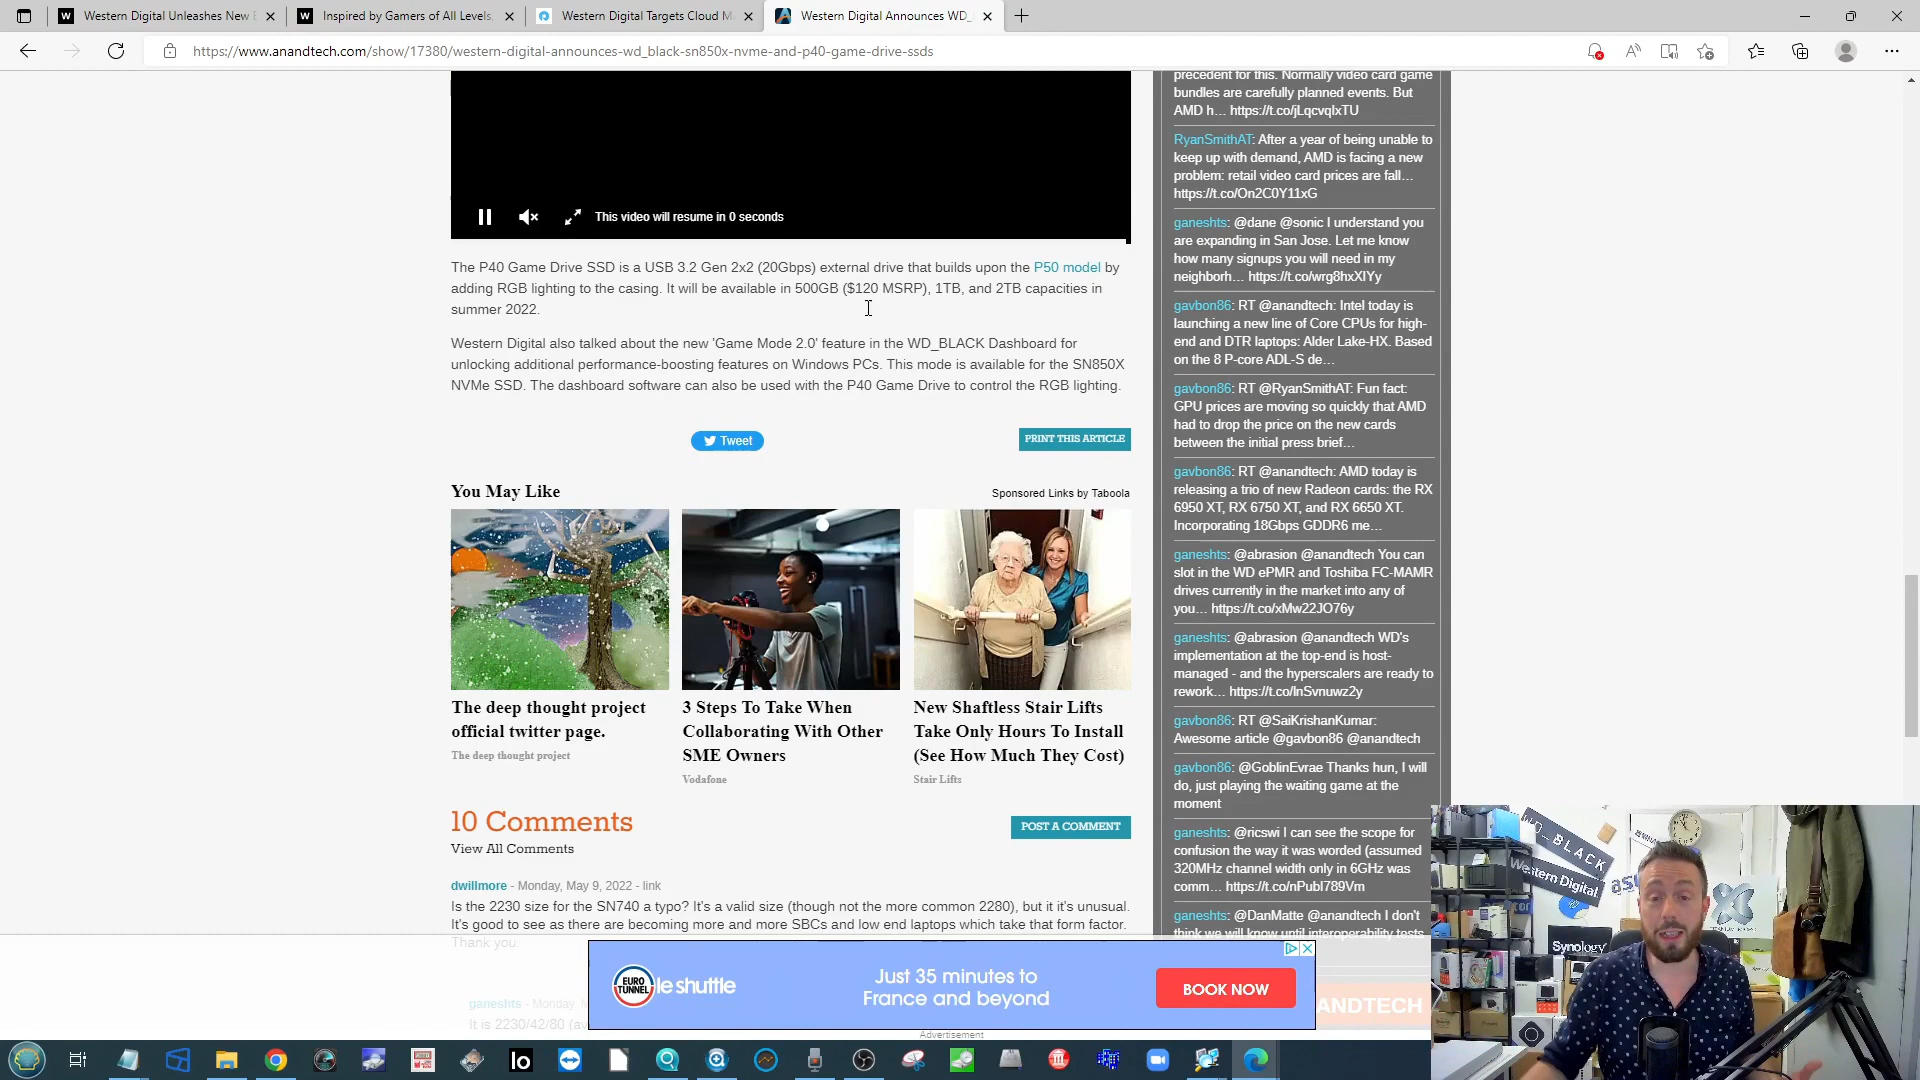 Western Digital Unleashes New
Inspired by Gamers of All Levels,
Western Digital Targets Cloud M
Western Digital Announces WD_
https://www.anandtech.com/show/17380/western-digital-announces-wd_black-sn850x-nvme-and-p40-game-drive-ssds
This video will resume in 0 seconds
The P40 Game Drive SSD is a USB 3.2 Gen 2x2 (20Gbps) external drive that builds upon the P50 model by
adding RGB lighting to the casing. It will be available in 500GB ($120 MSRP), 1TB, and 2TB capacities in
summer 2022.
Western Digital also talked about the new 'Game Mode 2.0' feature in the WD_BLACK Dashboard for
unlocking additional performance-boosting features on Windows PCs. This mode is available for the SN850X
NVMe SSD. The dashboard software can also be used with the P40 Game Drive to control the RGB lighting.
Tweet
PRINT THIS ARTICLE
You May Like
Sponsored Links by Taboola
The deep thought project
official twitter page.
The deep thought project
3 Steps To Take When
Collaborating With Other
SME Owners
Vodafone
New Shaftless Stair Lifts
Take Only Hours To Install
(See How Much They Cost)
Stair Lifts
10 Comments
POST A COMMENT
View All Comments
dwillmore - Monday, May 9, 2022 - link
Is the 2230 size for the SN740 a typo? It's a valid size (though not the more common 2280), but it it's unusual.
It's good to see as there are becoming more and more SBCs and low end laptops which take that form factor.
Thank you.
ganeshts - Monday,
It is 2230/42/80
precedent for this. Normally video card game
bundles are carefully planned events. But
AMD h… https://t.co/jLqcvqlxTU
RyanSmithAT: After a year of being unable to
keep up with demand, AMD is facing a new
problem: retail video card prices are fall…
https://t.co/On2C0Y11xG
ganeshts: @dane @sonic I understand you
are expanding in San Jose. Let me know
how many signups you will need in my
neighborh… https://t.co/wrg8hxXIYy
gavbon86: RT @anandtech: Intel today is
launching a new line of Core CPUs for high-
end and DTR laptops: Alder Lake-HX. Based
on the 8 P-core ADL-S de…
gavbon86: RT @RyanSmithAT: Fun fact:
GPU prices are moving so quickly that AMD
had to drop the price on the new cards
between the initial press brief…
gavbon86: RT @anandtech: AMD today is
releasing a trio of new Radeon cards: the RX
6950 XT, RX 6750 XT, and RX 6650 XT.
Incorporating 18Gbps GDDR6 me…
ganeshts: @abrasion @anandtech You can
slot in the WD ePMR and Toshiba FC-MAMR
drives currently in the market into any of
you… https://t.co/xMw22JO76y
ganeshts: @abrasion @anandtech WD's
implementation at the top-end is host-
managed - and the hyperscalers are ready to
rework… https://t.co/lnSvnuwz2y
gavbon86: RT @SaiKrishanKumar:
Awesome article @gavbon86 @anandtech
gavbon86: @GoblinEvrae Thanks hun, I will
do, just playing the waiting game at the
moment
ganeshts: @ricswi I can see the scope for
confusion the way it was worded (assumed
320MHz channel width only in 6GHz was
comm… https://t.co/nPubI789Vm
ganeshts: @DanMatte @anandtech I don't
think we will know until interoperability tests
ANDTECH
EURO
TUNNEL
le shuttle
Just 35 minutes to
France and beyond
BOOK NOW
Advertisement
WD_BLACK
Western Digital
Synology
Io